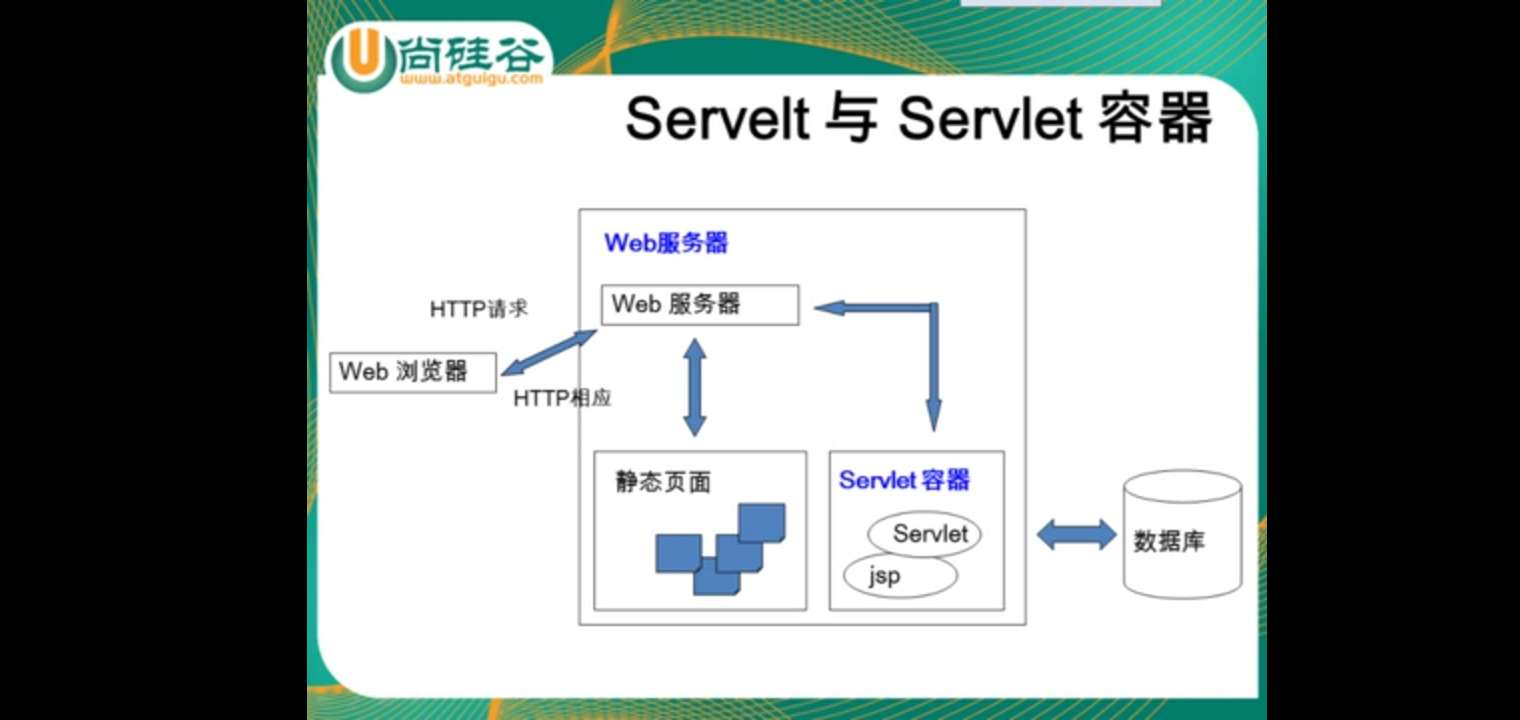 尚硅谷
www.atguigu.com
Servelt 与 Servlet 容器
Web服务器
Web 服务器
HTTP请求
Web 浏览器
HTTP相应
静态页面
Servlet 容器
Servlet
jsp
数据库